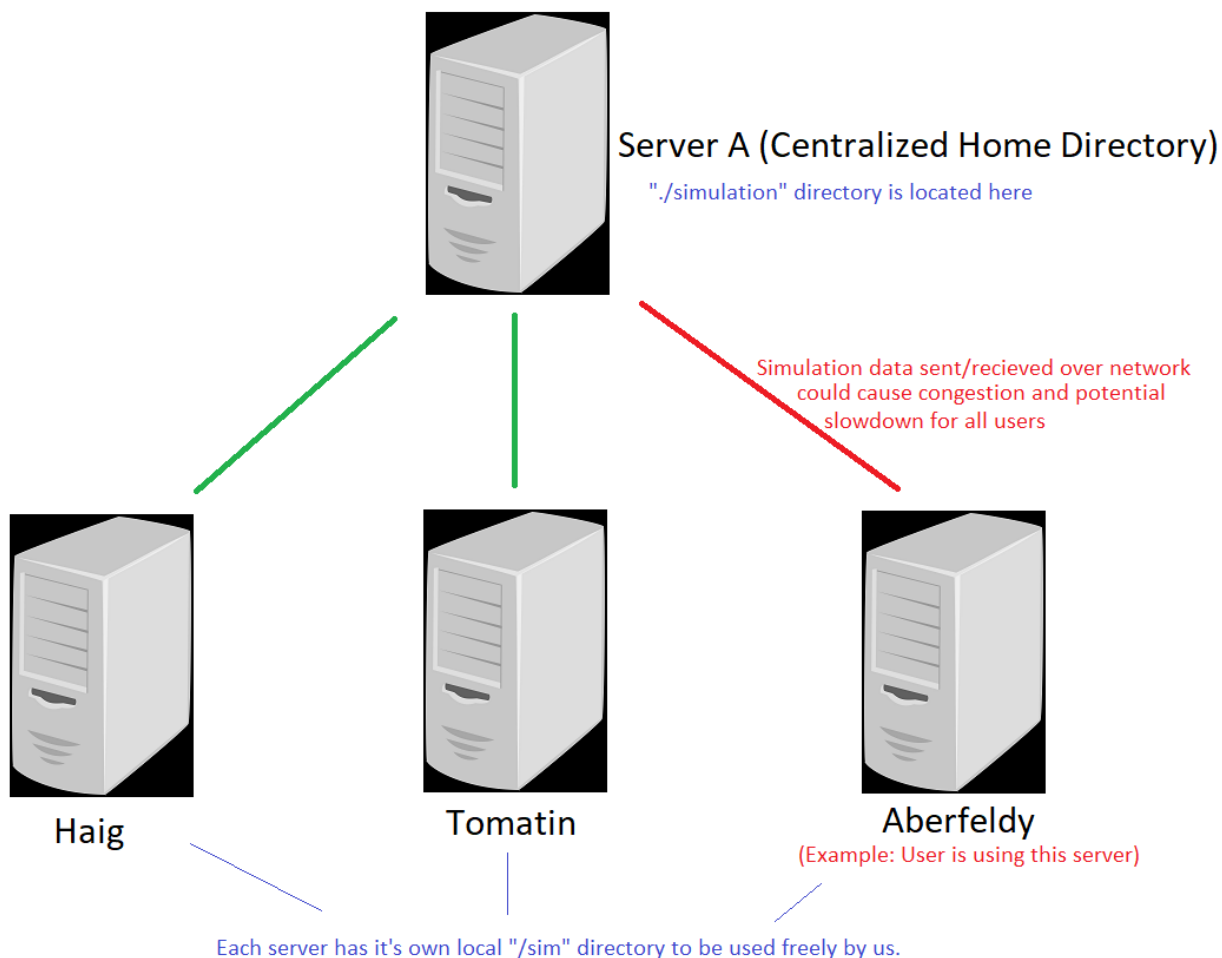 Server A (Centralized Home Directory)
"./simulation" directory is located here
Simulation data sent/recieved over network
could cause congestion and potential
slowdown for all users
Haig
Tomatin
Aberfeldy
(Example: User is using this server)
Each server has it's own local "/sim" directory to be used freely by us.